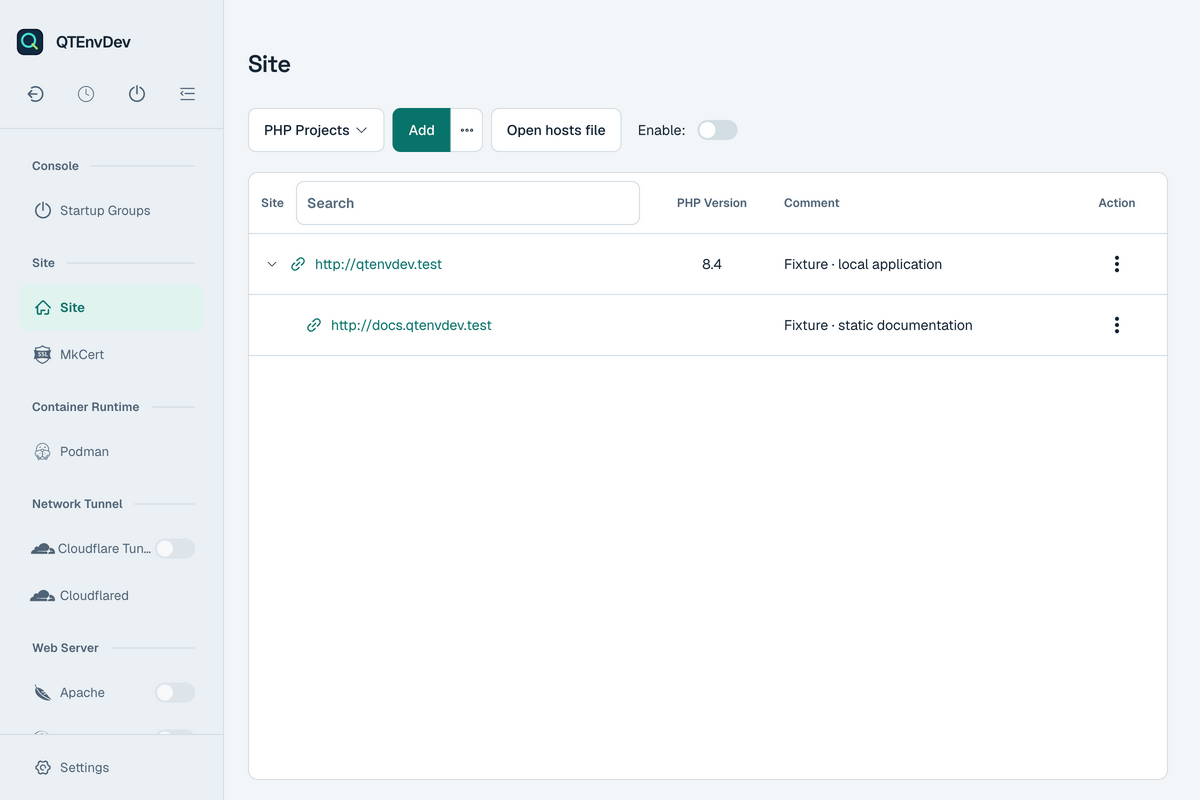 QTEnvDev
Console
Startup Groups
Site
Site
MkCert
Container Runtime
Podman
Network Tunnel
Cloudflare Tun...
Cloudflared
Web Server
Apache
Settings
Site
PHP Projects
Add
Open hosts file
Enable:
Site
Search
PHP Version
Comment
Action
http://qtenvdev.test
8.4
Fixture · local application
http://docs.qtenvdev.test
Fixture · static documentation